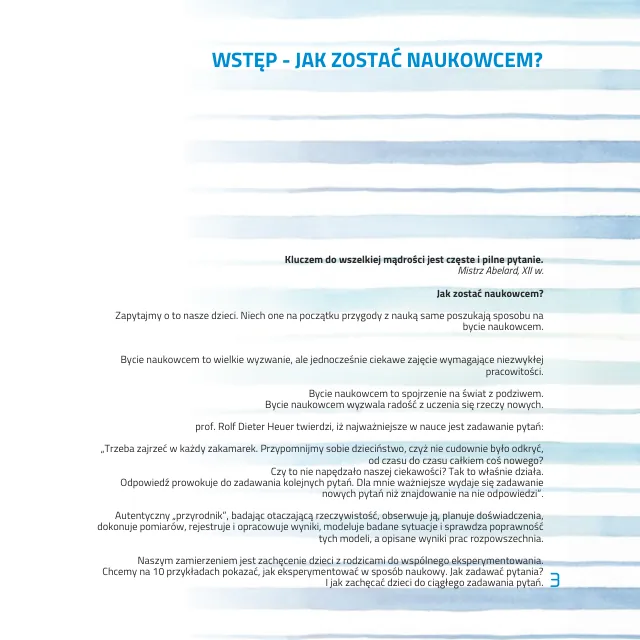 WSTĘP - JAK ZOSTAĆ NAUKOWCEM?
Kluczem do wszelkiej mądrości jest częste i pilne pytanie.
Mistrz Abelard, XII w.
Jak zostać naukowcem?
Zapytajmy o to nasze dzieci. Niech one na początku przygody z nauką same poszukają sposobu na
bycie naukowcem.
Bycie naukowcem to wielkie wyzwanie, ale jednocześnie ciekawe zajęcie wymagające niezwykłej
pracowitości.
Bycie naukowcem to spojrzenie na świat z podziwem.
Bycie naukowcem wyzwala radość z uczenia się rzeczy nowych.
prof. Rolf Dieter Heuer twierdzi, iż najważniejsze w nauce jest zadawanie pytań:
„Trzeba zajrzeć w każdy zakamarek. Przypomnijmy sobie dzieciństwo, czyż nie cudownie było odkryć,
od czasu do czasu całkiem coś nowego?
Czy to nie napędzało naszej ciekawości? Tak to właśnie działa.
Odpowiedź prowokuje do zadawania kolejnych pytań. Dla mnie ważniejsze wydaje się zadawanie
nowych pytań niż znajdowanie na nie odpowiedzi”.
Autentyczny „przyrodnik”, badając otaczającą rzeczywistość, obserwuje ją, planuje doświadczenia,
dokonuje pomiarów, rejestruje i opracowuje wyniki, modeluje badane sytuacje i sprawdza poprawność
tych modeli, a opisane wyniki prac rozpowszechnia.
Naszym zamierzeniem jest zachęcenie dzieci z rodzicami do wspólnego eksperymentowania.
Chcemy na 10 przykładach pokazać, jak eksperymentować w sposób naukowy. Jak zadawać pytania?
I jak zachęcać dzieci do ciągłego zadawania pytań.
3